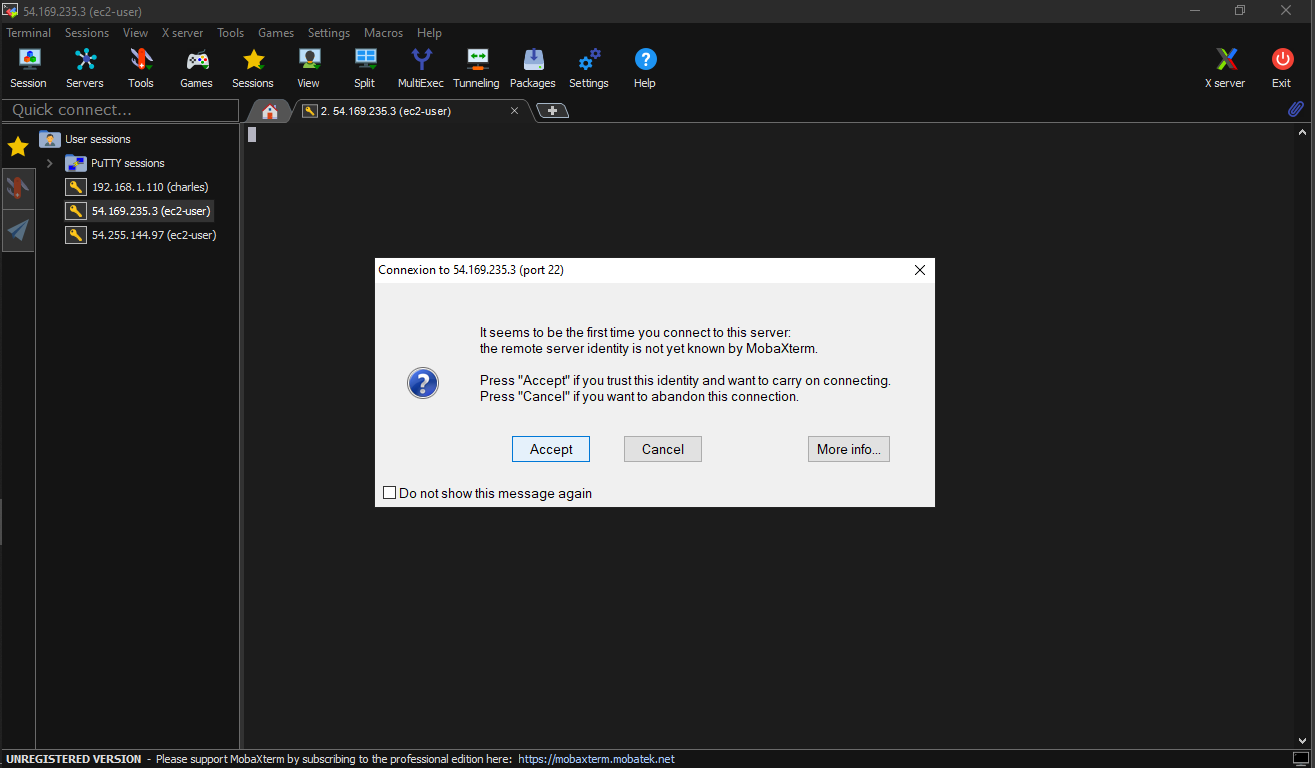 54.169.235.3 (ec2-user)
Terminal Sessions View X server Tools Games Settings Macros Help
Session Servers Tools Games Sessions View Split MultiExec Tunneling Packages Settings Help X server Exit
Quick connect...
2. 54.169.235.3 (ec2-user)
User sessions
PuTTY sessions
192.168.1.110 (charles)
54.169.235.3 (ec2-user)
54.255.144.97 (ec2-user)
Connexion to 54.169.235.3 (port 22)
It seems to be the first time you connect to this server:
the remote server identity is not yet known by MobaXterm.
Press "Accept" if you trust this identity and want to carry on connecting.
Press "Cancel" if you want to abandon this connection.
Accept Cancel More info...
Do not show this message again
UNREGISTERED VERSION - Please support MobaXterm by subscribing to the professional edition here: https://mobaxterm.mobatek.net